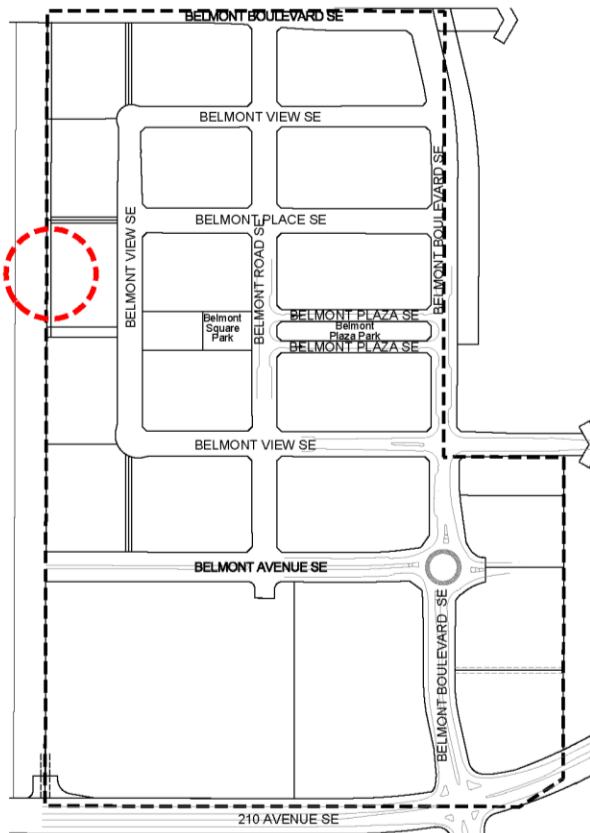 BELMONT BOULEVARD SE
BELMONT VIEW SE
BELMONT BOULEVARD SE
BELMONT VIEW SE
BELMONT PLACE SE
BELMONT ROAD SE
Belmont
Square
Park
BELMONT PLAZA SE
Belmont
Plaza Park
BELMONT PLAZA SE
BELMONT VIEW SE
BELMONT AVENUE SE
BELMONT BOULEVARD SE
210 AVENUE SE